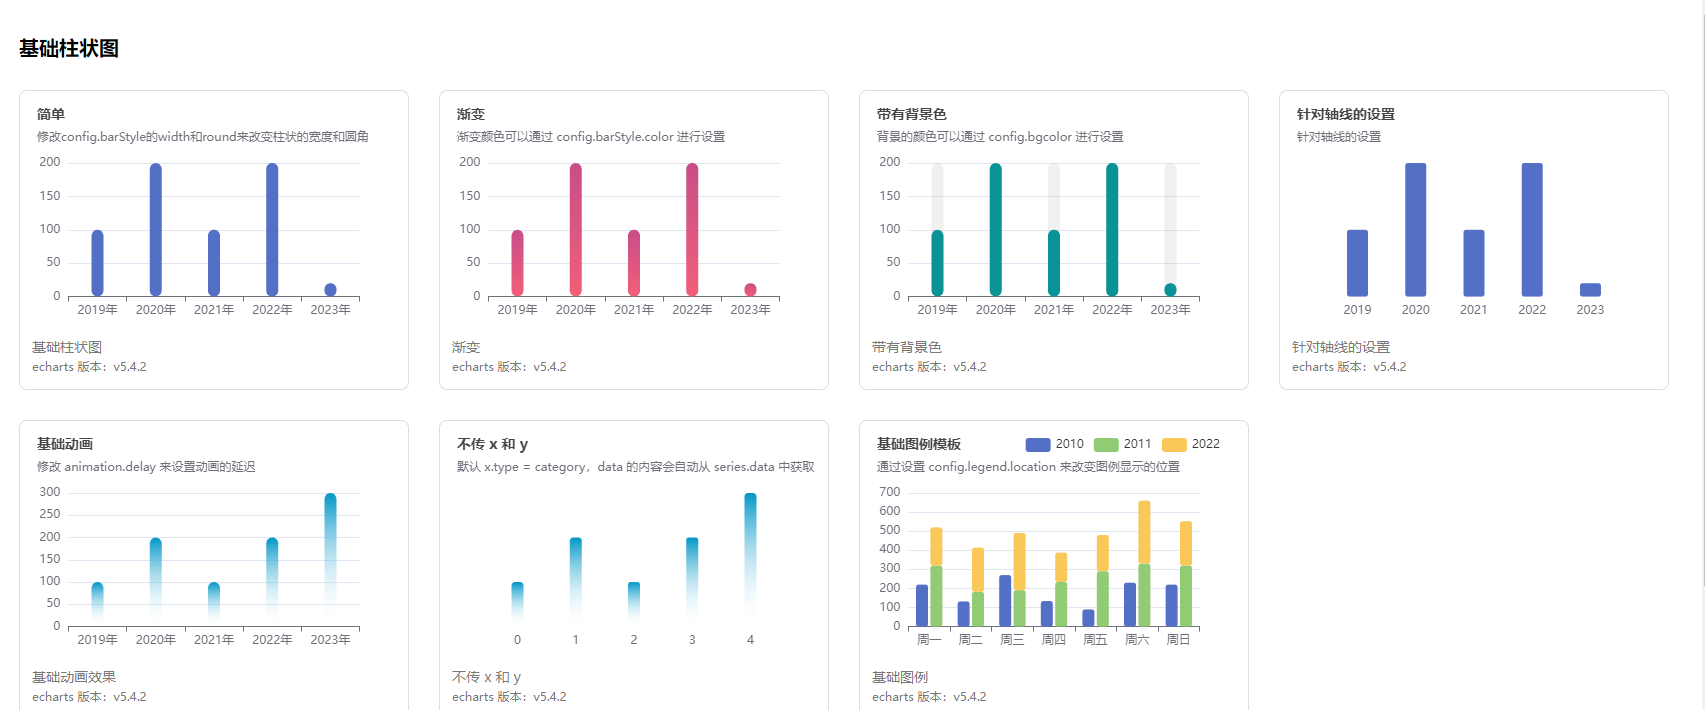 基础柱状图
简单
修改config.barStyle的width和round来改变柱状的宽度和圆角
200
150
100
50
0
2019年 2020年 2021年 2022年 2023年
基础柱状图
echarts 版本：v5.4.2
渐变
渐变颜色可以通过 config.barStyle.color 进行设置
200
150
100
50
0
2019年 2020年 2021年 2022年 2023年
渐变
echarts 版本：v5.4.2
带有背景色
背景的颜色可以通过 config.bgcolor 进行设置
200
150
100
50
0
2019年 2020年 2021年 2022年 2023年
带有背景色
echarts 版本：v5.4.2
针对轴线的设置
针对轴线的设置
2019 2020 2021 2022 2023
针对轴线的设置
echarts 版本：v5.4.2
基础动画
修改 animation.delay 来设置动画的延迟
300
250
200
150
100
50
0
2019年 2020年 2021年 2022年 2023年
基础动画效果
echarts 版本：v5.4.2
不传 x 和 y
默认 x.type = category，data 的内容会自动从 series.data 中获取
0 1 2 3 4
不传 x 和 y
echarts 版本：v5.4.2
基础图例模板 2010 2011 2022
通过设置 config.legend.location 来改变图例显示的位置
700
600
500
400
300
200
100
0
周一 周二 周三 周四 周五 周六 周日
基础图例
echarts 版本：v5.4.2